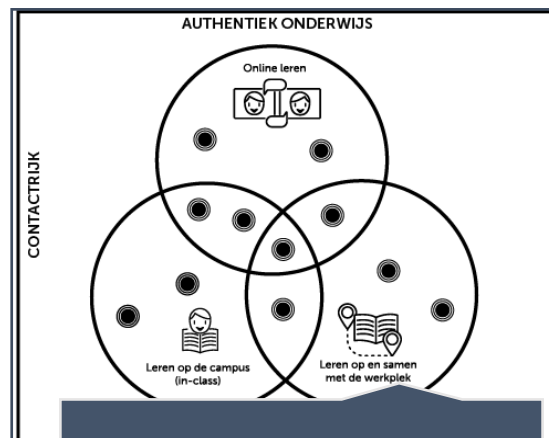 AUTHENTIEK ONDERWIJS
Online leren
CONTACTRIJK
Leren op de campus
(in-class)
Leren op en samen
met de werkplek